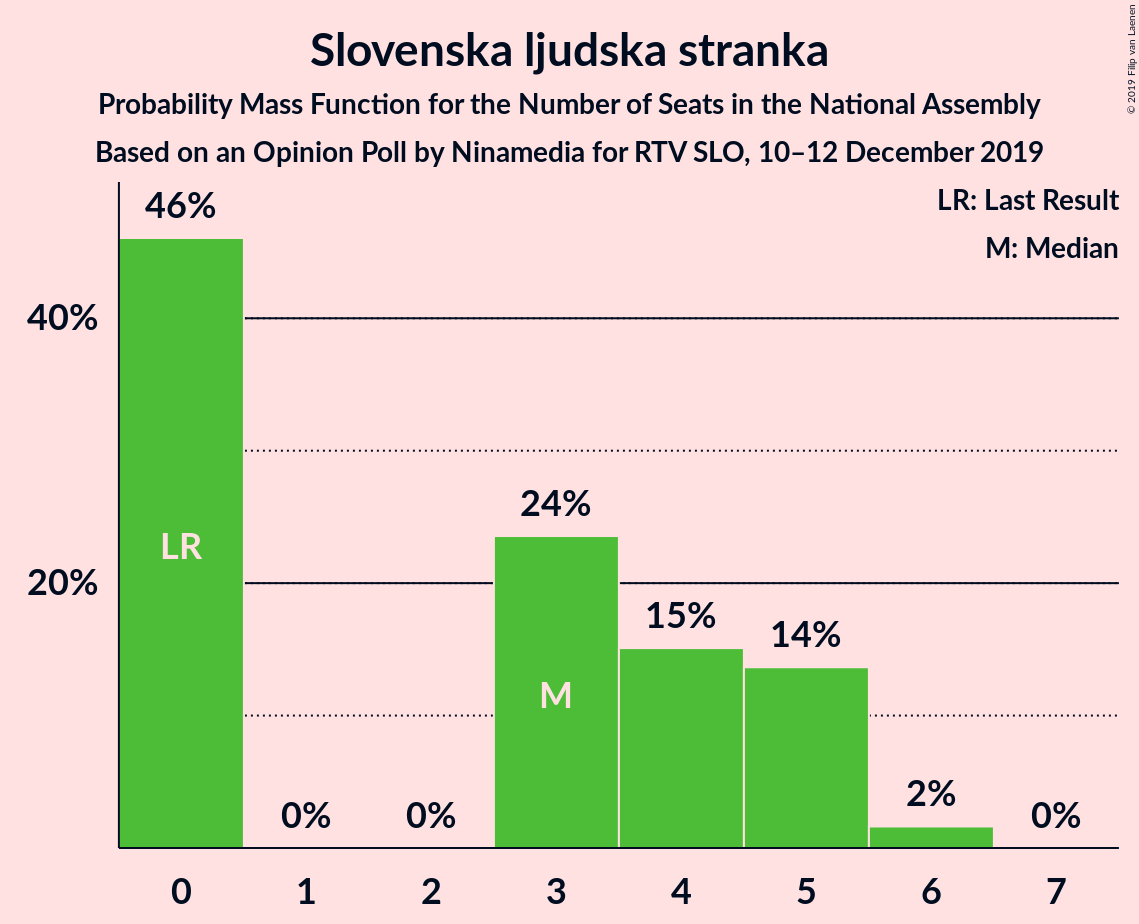 Slovenska ljudska stranka
Probability Mass Function for the Number of Seats in the National Assembly
Based on an Opinion Poll by Ninamedia for RTV SLO, 10–12 December 2019
© 2019 Filip van Laenen
LR: Last Result
M: Median
46%
40%
24%
LR
20%
15%
14%
M
0%
0%
2%
0%
0
1
2
3
4
5
6
7